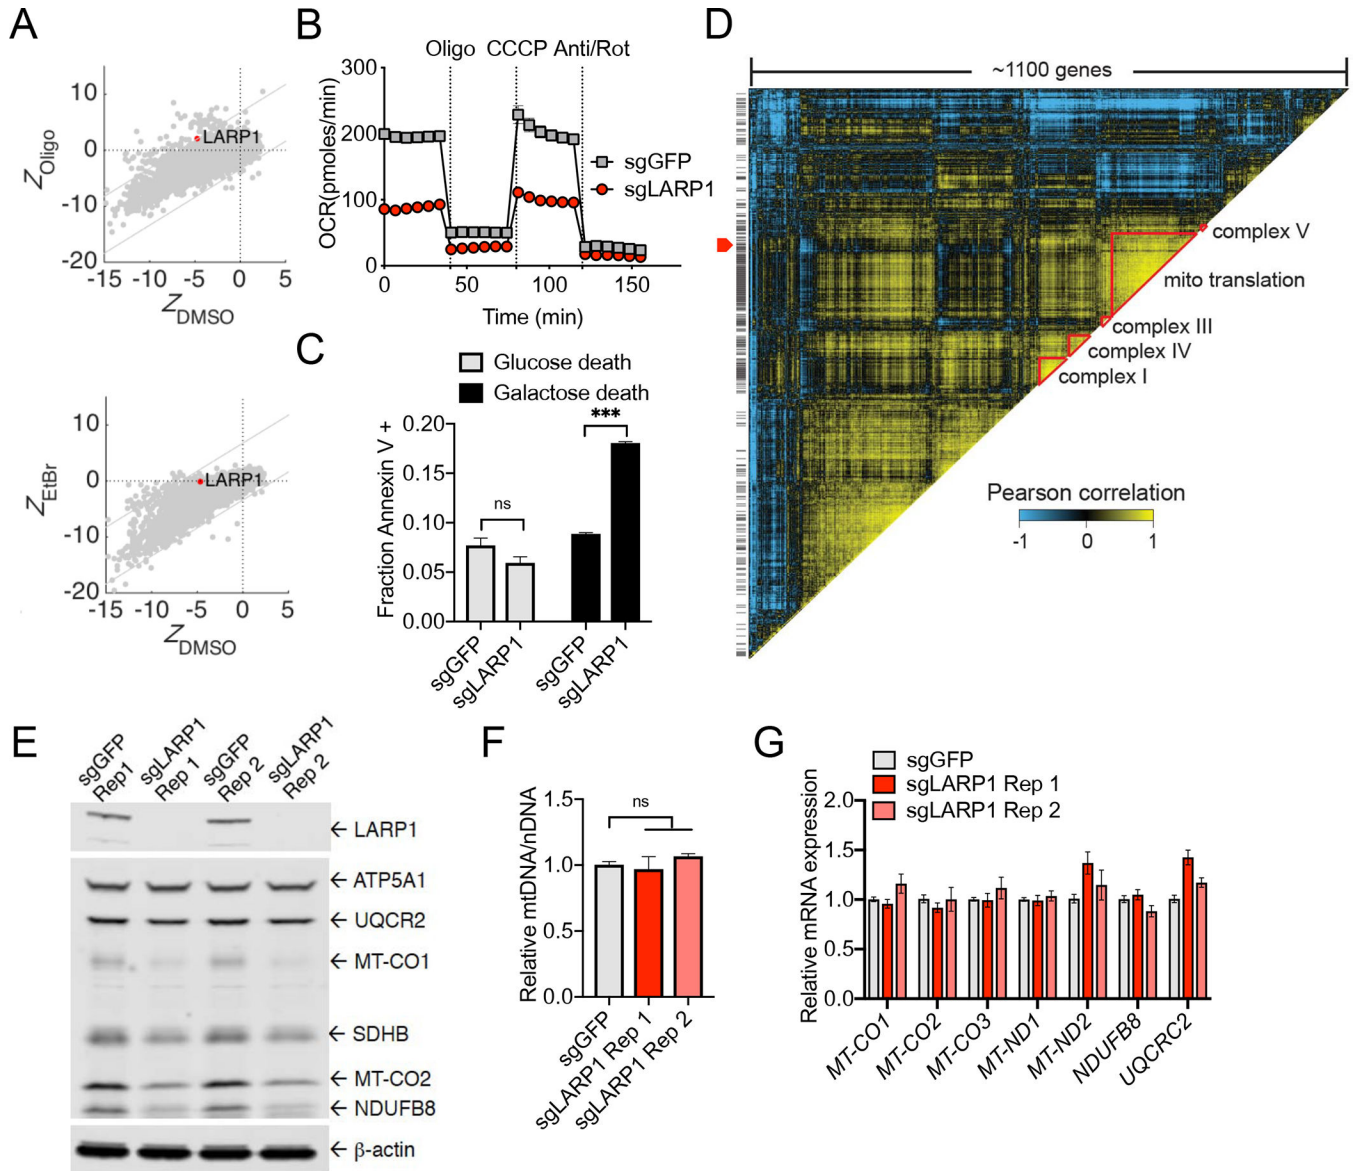 A
10
0
-10
-20
Z_Oligo
LARP1
-15 -10 -5 0 5
Z_DMSO
10
0
-10
-20
Z_EtBr
LARP1
-15 -10 -5 0 5
Z_DMSO
B
Oligo CCCP Anti/Rot
300
200
100
0
OCR(pmoles/min)
sgGFP
sgLARP1
0 50 100 150
Time (min)
C
Glucose death
Galactose death
0.20
0.15
0.10
0.05
0.00
Fraction Annexin V +
ns
***
sgGFP
sgLARP1
sgGFP
sgLARP1
D
~1100 genes
complex V
mito translation
complex III
complex IV
complex I
Pearson correlation
-1 0 1
E
sgGFP
Rep1
sgLARP1
Rep 1
sgGFP
Rep 2
sgLARP1
Rep 2
← LARP1
← ATP5A1
← UQCR2
← MT-CO1
← SDHB
← MT-CO2
← NDUFB8
← β-actin
F
1.5
1.0
0.5
0.0
Relative mtDNA/nDNA
ns
sgGFP
sgLARP1 Rep 1
sgLARP1 Rep 2
G
sgGFP
sgLARP1 Rep 1
sgLARP1 Rep 2
2.0
1.5
1.0
0.5
0.0
Relative mRNA expression
MT-CO1
MT-CO2
MT-CO3
MT-ND1
MT-ND2
NDUFB8
UQCRC2